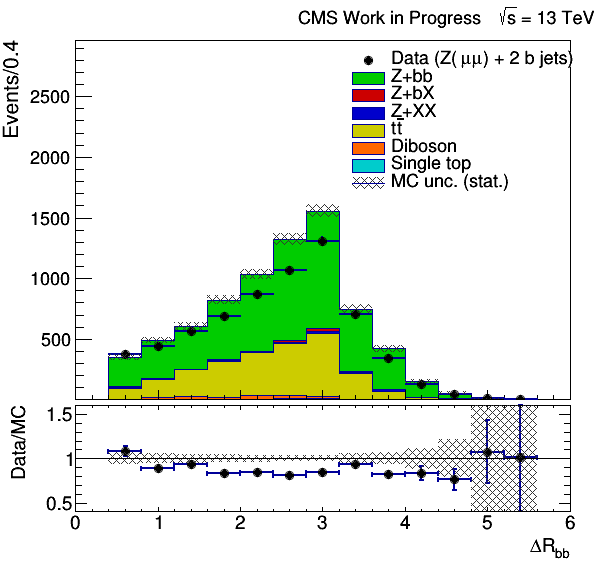 CMS Work in Progress √s = 13 TeV
Events/0.4
2500
2000
1500
1000
500
Data (Z(μμ) + 2 b jets)
Z+bb
Z+bX
Z+XX
tt̄
Diboson
Single top
MC unc. (stat.)
Data/MC
1.5
1
0.5
0 1 2 3 4 5 6
ΔRbb